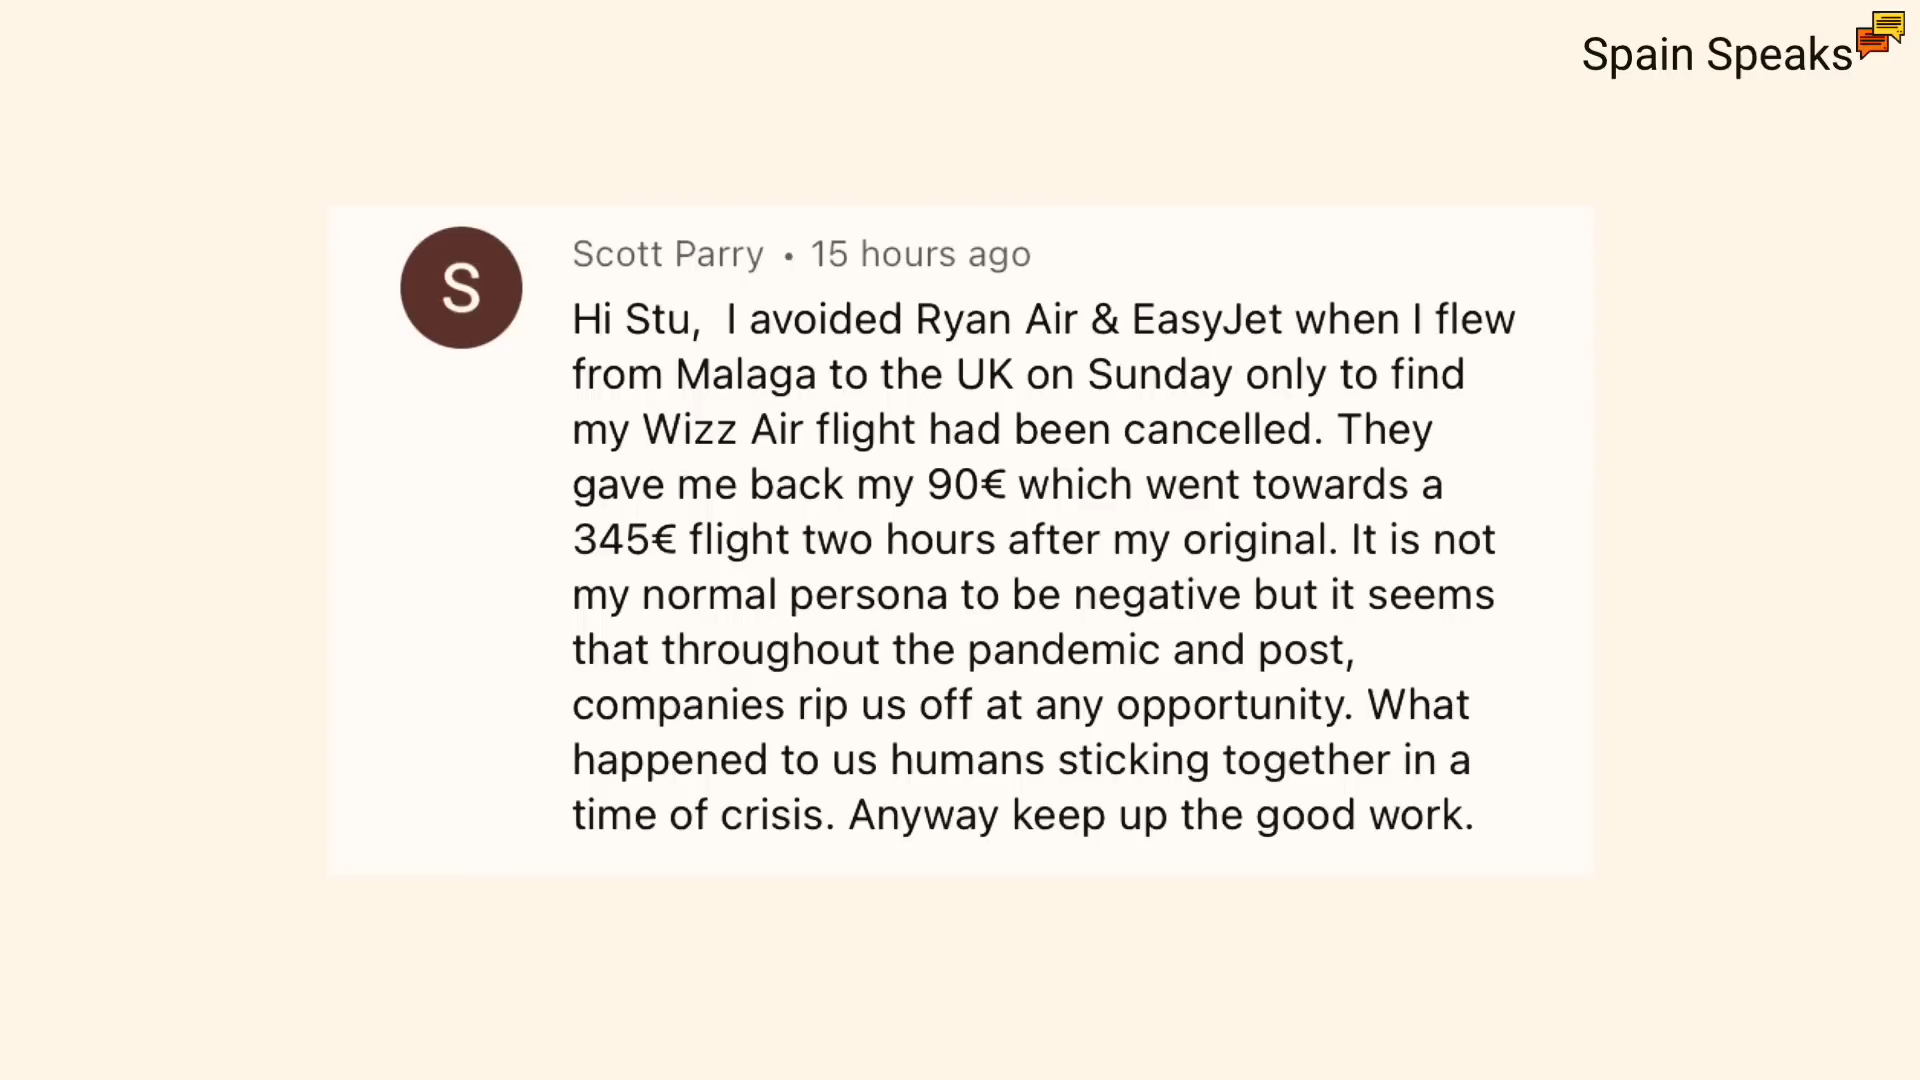 Spain Speaks
S
Scott Parry • 15 hours ago
Hi Stu,  I avoided Ryan Air & EasyJet when I flew
from Malaga to the UK on Sunday only to find
my Wizz Air flight had been cancelled. They
gave me back my 90€ which went towards a
345€ flight two hours after my original. It is not
my normal persona to be negative but it seems
that throughout the pandemic and post,
companies rip us off at any opportunity. What
happened to us humans sticking together in a
time of crisis. Anyway keep up the good work.